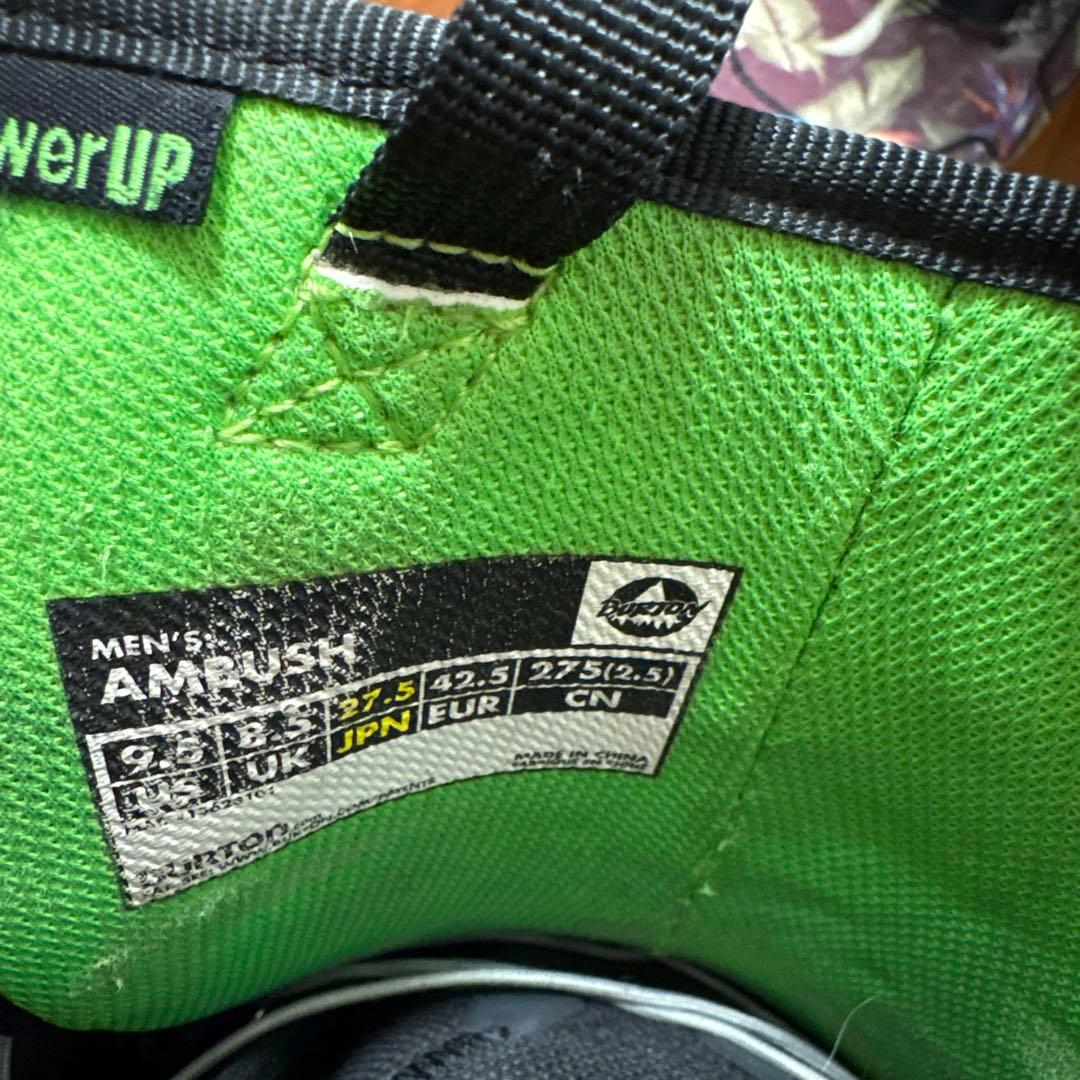 werUP
BURTON
MEN'S:
AMBUSH
9.5 8.5 27.5 42.5 275(2.5)
US UK JPN EUR CN
MADE IN CHINA
BURTON.com